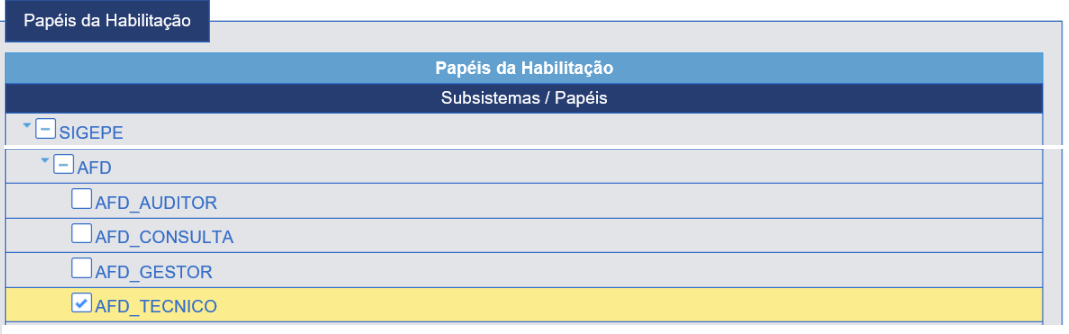 Papéis da Habilitação
Papéis da Habilitação
Subsistemas / Papéis
SIGEPE
AFD
AFD_AUDITOR
AFD_CONSULTA
AFD_GESTOR
AFD_TECNICO